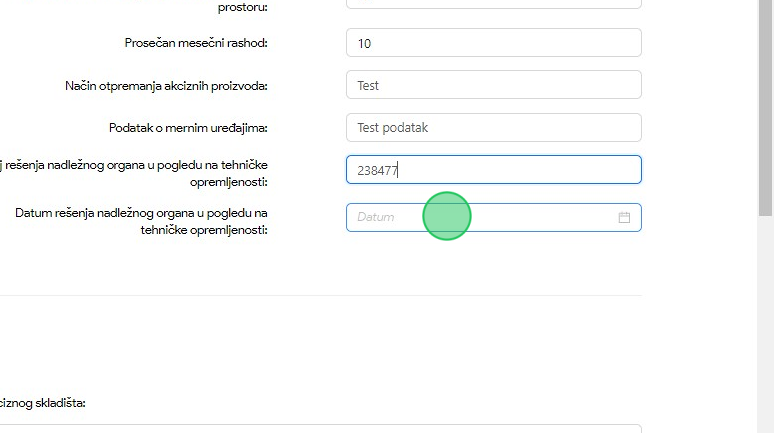 prostoru:
Prosečan mesečni rashod:
10
Način otpremanja akciznih proizvoda:
Test
Podatak o mernim uređajima:
Test podatak
j rešenja nadležnog organa u pogledu na tehničke
opremljenosti:
238477
Datum rešenja nadležnog organa u pogledu na
tehničke opremljenosti:
Datum
ciznog skladišta: